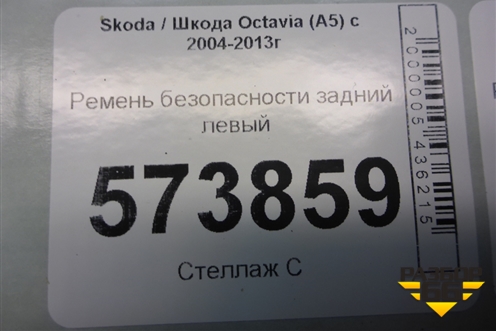 Skoda / Шкода Octavia (A5) с
2004-2013г
Ремень безопасности задний
левый
573859
Стеллаж С
2000005436215